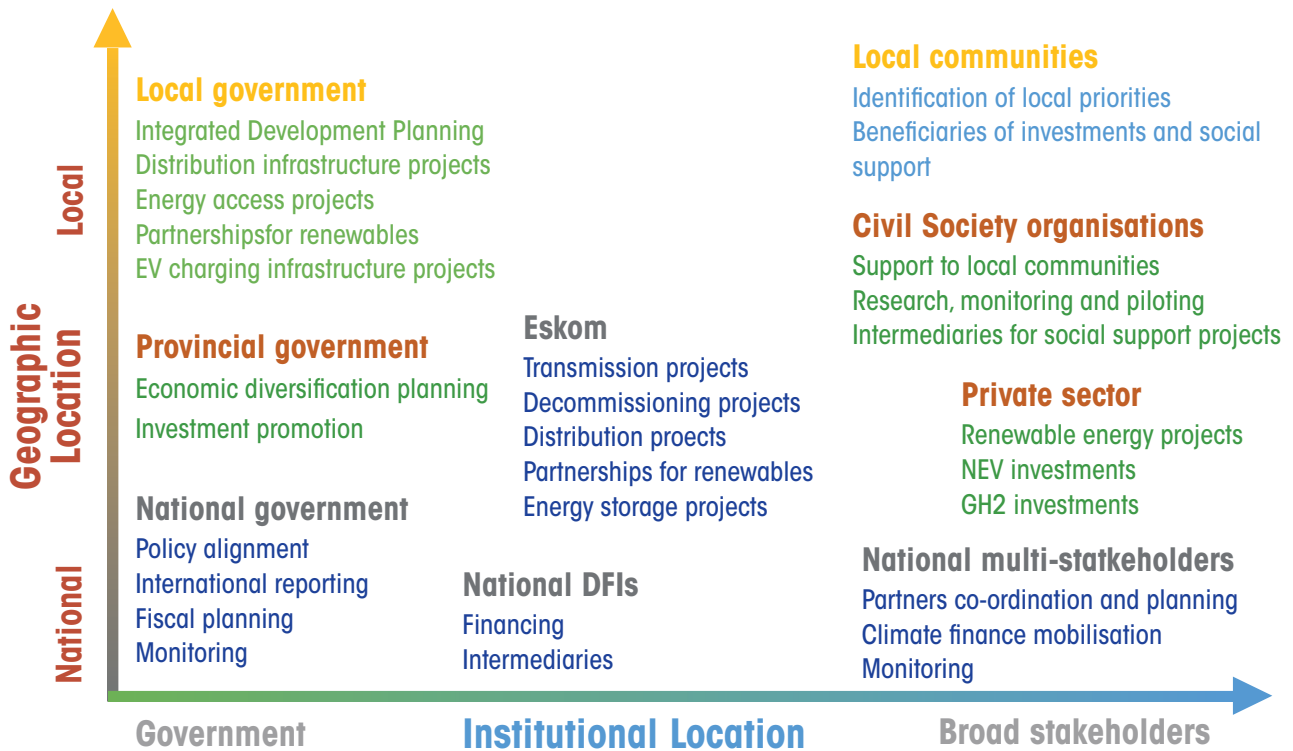 Geographic
Location
Local
National
Local government
Integrated Development Planning
Distribution infrastructure projects
Energy access projects
Partnershipsfor renewables
EV charging infrastructure projects
Provincial government
Economic diversification planning
Investment promotion
National government
Policy alignment
International reporting
Fiscal planning
Monitoring
Eskom
Transmission projects
Decommissioning projects
Distribution proects
Partnerships for renewables
Energy storage projects
National DFIs
Financing
Intermediaries
Local communities
Identification of local priorities
Beneficiaries of investments and social
support
Civil Society organisations
Support to local communities
Research, monitoring and piloting
Intermediaries for social support projects
Private sector
Renewable energy projects
NEV investments
GH2 investments
National multi-statkeholders
Partners co-ordination and planning
Climate finance mobilisation
Monitoring
Government
Institutional Location
Broad stakeholders